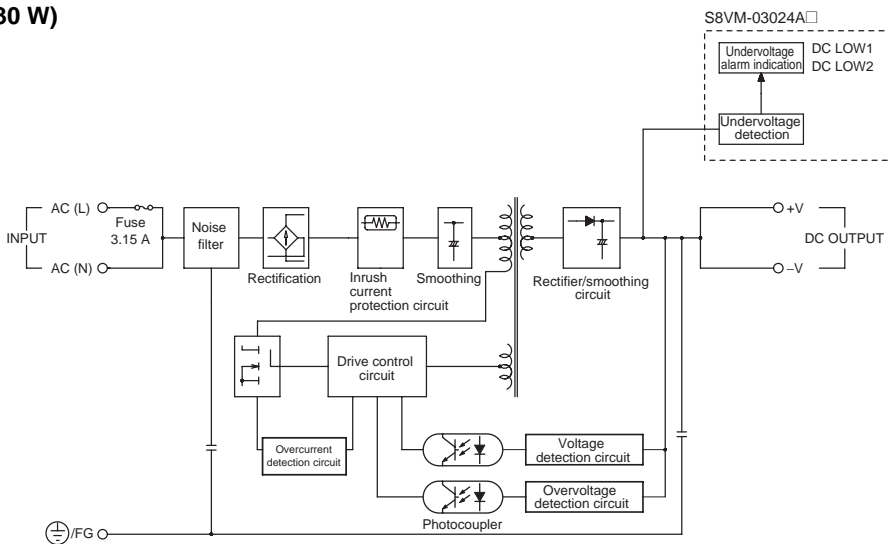 30 W)
S8VM-03024A□
Undervoltage
alarm indication
DC LOW1
DC LOW2
Undervoltage
detection
INPUT
AC (L)
Fuse
3.15 A
AC (N)
Noise
filter
Rectification
Inrush
current
protection circuit
Smoothing
Rectifier/smoothing
circuit
+V
DC OUTPUT
–V
Drive control
circuit
Overcurrent
detection circuit
Voltage
detection circuit
Overvoltage
detection circuit
Photocoupler
/FG